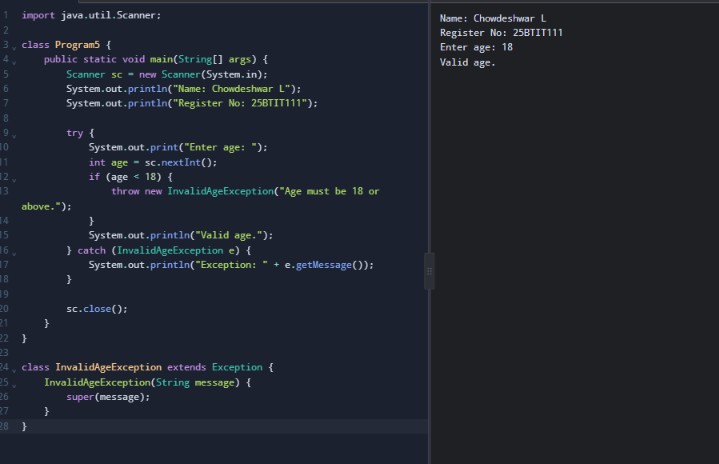 1 import java.util.Scanner;
2
3 class Program5 {
4 public static void main(String[] args) {
5 Scanner sc = new Scanner(System.in);
6 System.out.println("Name: Chowdeshwar L");
7 System.out.println("Register No: 25BTIT111");
8
9 try {
10 System.out.print("Enter age: ");
11 int age = sc.nextInt();
12 if (age < 18) {
13 throw new InvalidAgeException("Age must be 18 or
above.");
14 }
15 System.out.println("Valid age.");
16 } catch (InvalidAgeException e) {
17 System.out.println("Exception: " + e.getMessage());
18 }
19
20 sc.close();
21 }
22 }
23
24 class InvalidAgeException extends Exception {
25 InvalidAgeException(String message) {
26 super(message);
27 }
28 }
Name: Chowdeshwar L
Register No: 25BTIT111
Enter age: 18
Valid age.